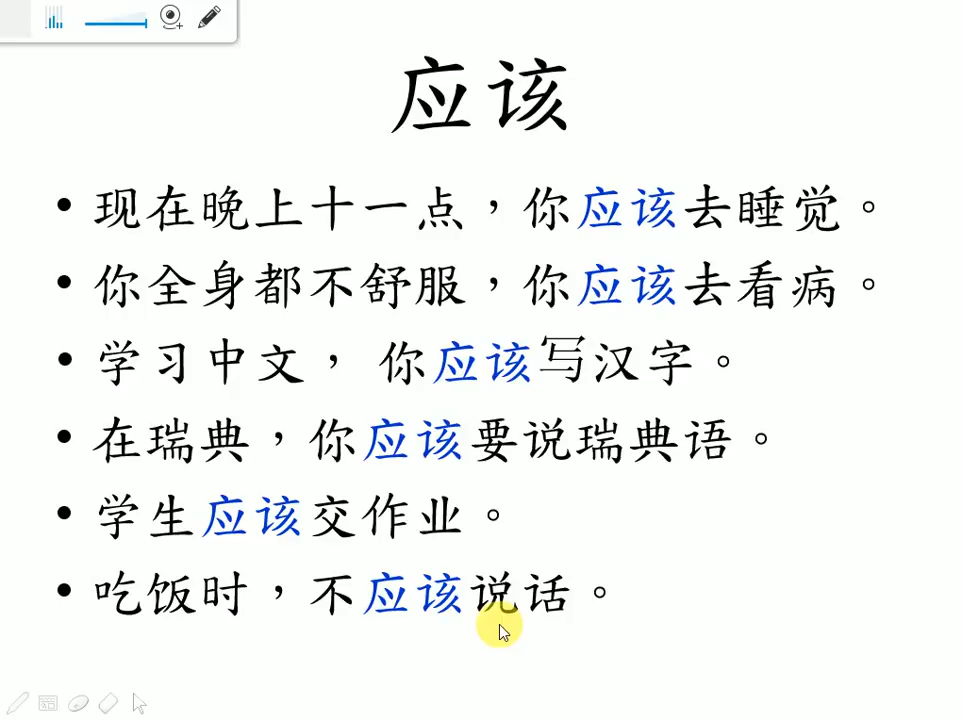 应该
• 现在晚上十一点，你应该去睡觉。
• 你全身都不舒服，你应该去看病。
• 学习中文， 你应该写汉字。
• 在瑞典，你应该要说瑞典语。
• 学生应该交作业。
• 吃饭时，不应该说话。